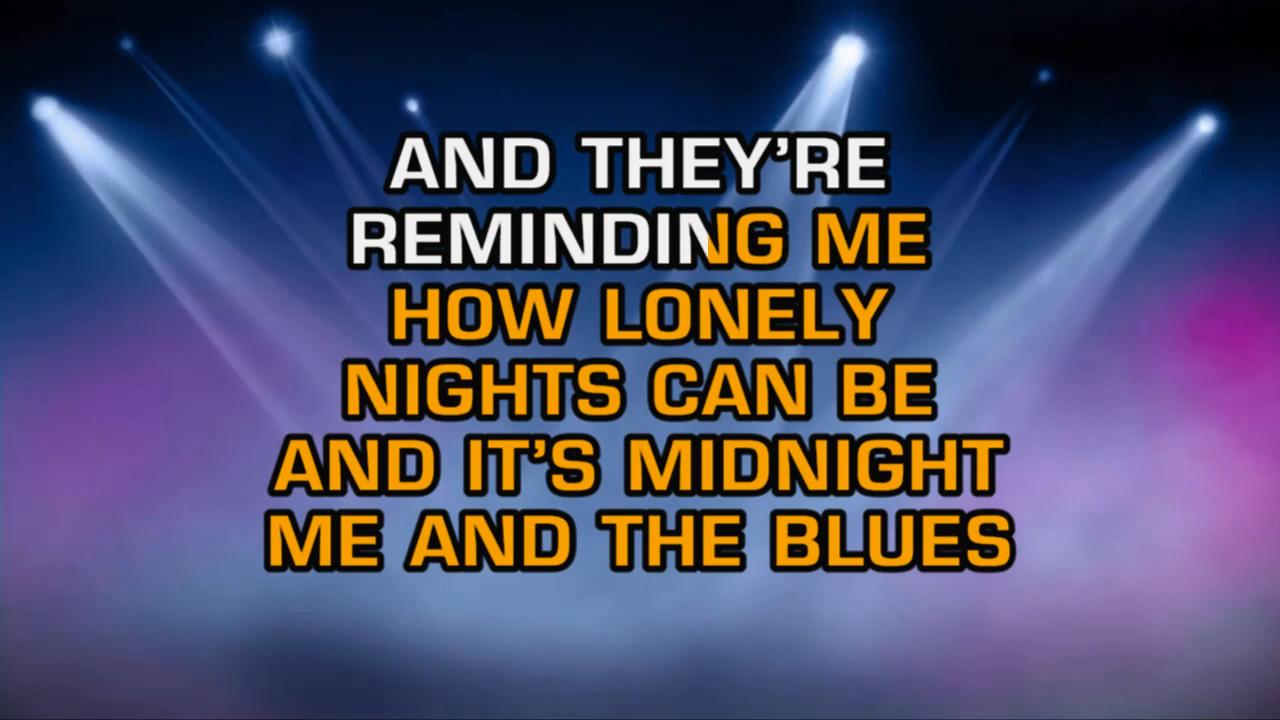 AND THEY’RE
REMINDING ME
HOW LONELY
NIGHTS CAN BE
AND IT’S MIDNIGHT
ME AND THE BLUES